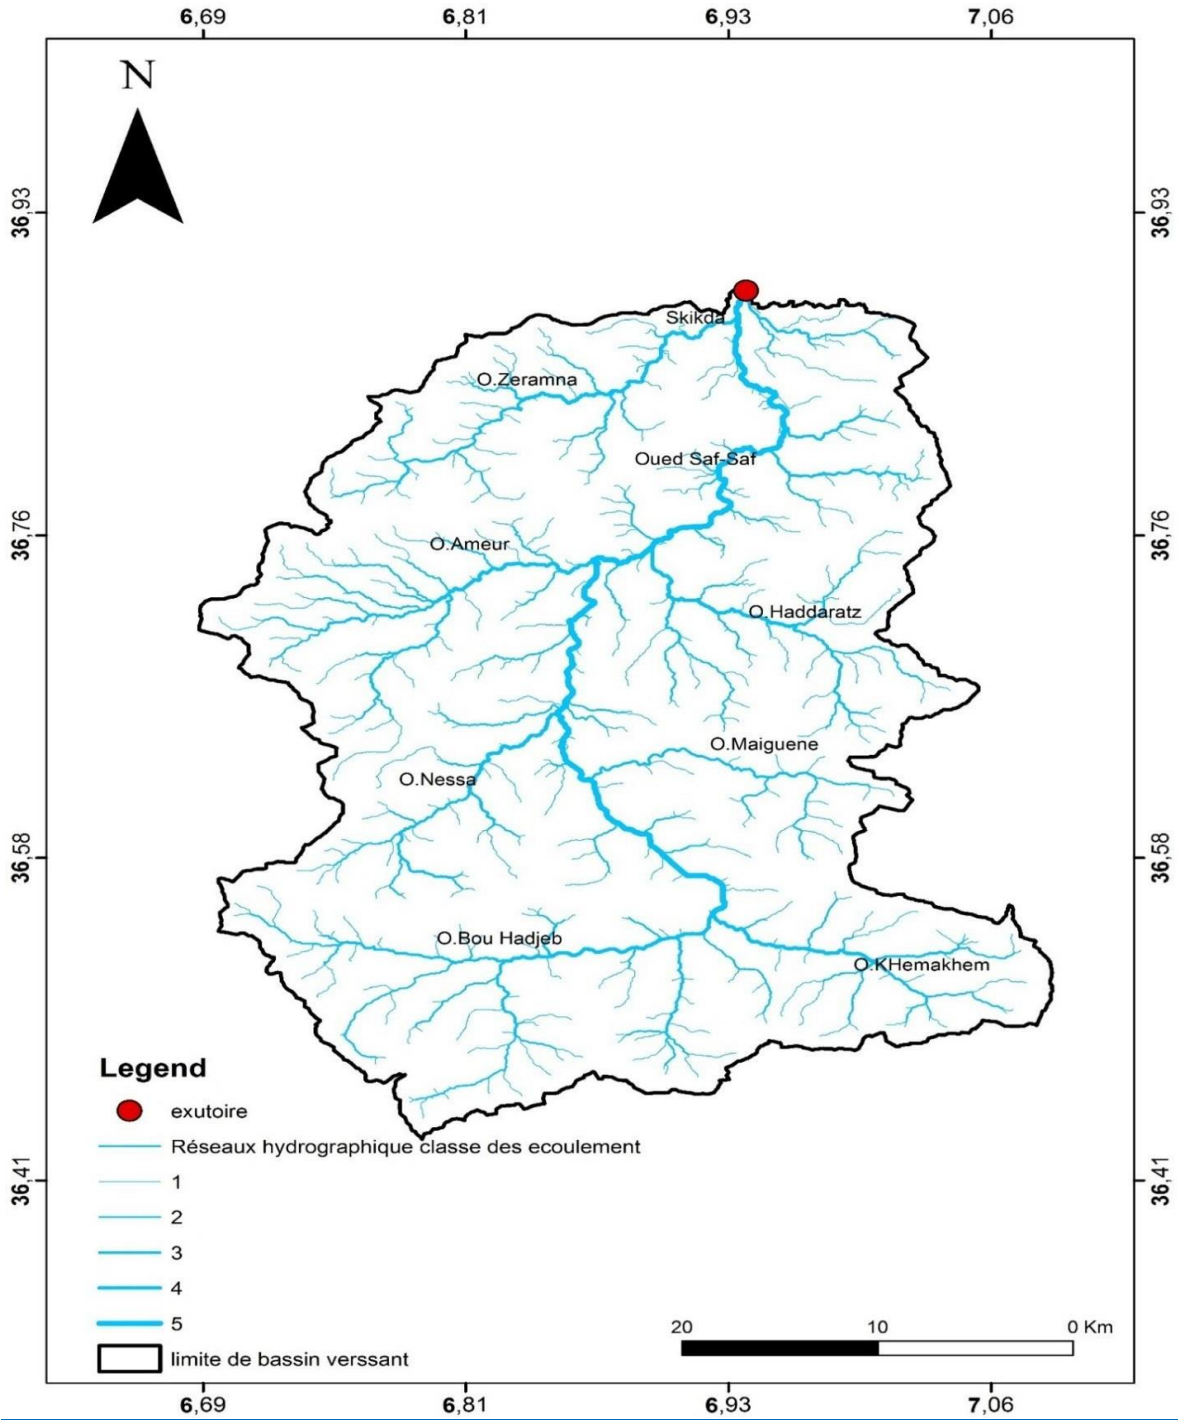 6,69 6,81 6,93 7,06
N
36,93 36,93
Skikda
O.Zeramna
Oued Saf-Saf
36,76 36,76
O.Ameur
O.Haddaratz
O.Maiguene
O.Nessa
36,58 36,58
O.Bou Hadjeb
O.KHemakhem
Legend
exutoire
Réseaux hydrographique classe des ecoulement
36,41 36,41
1
2
3
4
5
20 10 0 Km
limite de bassin verssant
6,69 6,81 6,93 7,06